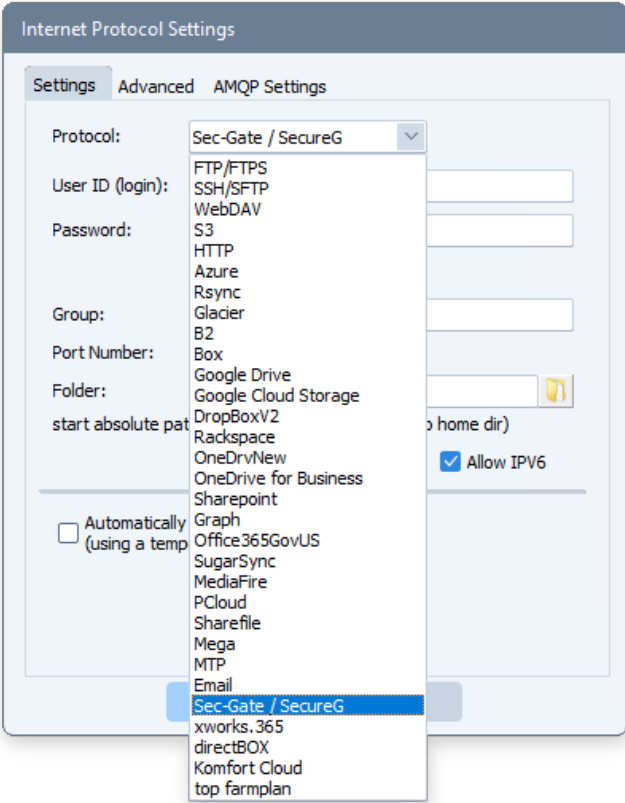 Internet Protocol Settings
Settings Advanced AMQP Settings
Protocol: Sec-Gate / SecureG
FTP/FTPS
User ID (login): SSH/SFTP
WebDAV
Password: S3
HTTP
Azure
Rsync
Group: Glacier
B2
Port Number: Box
Google Drive
Folder: Google Cloud Storage
start absolute pat DropBoxV2 o home dir)
Rackspace
OneDrvNew Allow IPV6
OneDrive for Business
Sharepoint
Automatically Graph
(using a temp Office365GovUS
SugarSync
MediaFire
PCloud
Sharefile
Mega
MTP
Email
Sec-Gate / SecureG
xworks.365
directBOX
Komfort Cloud
top farmplan